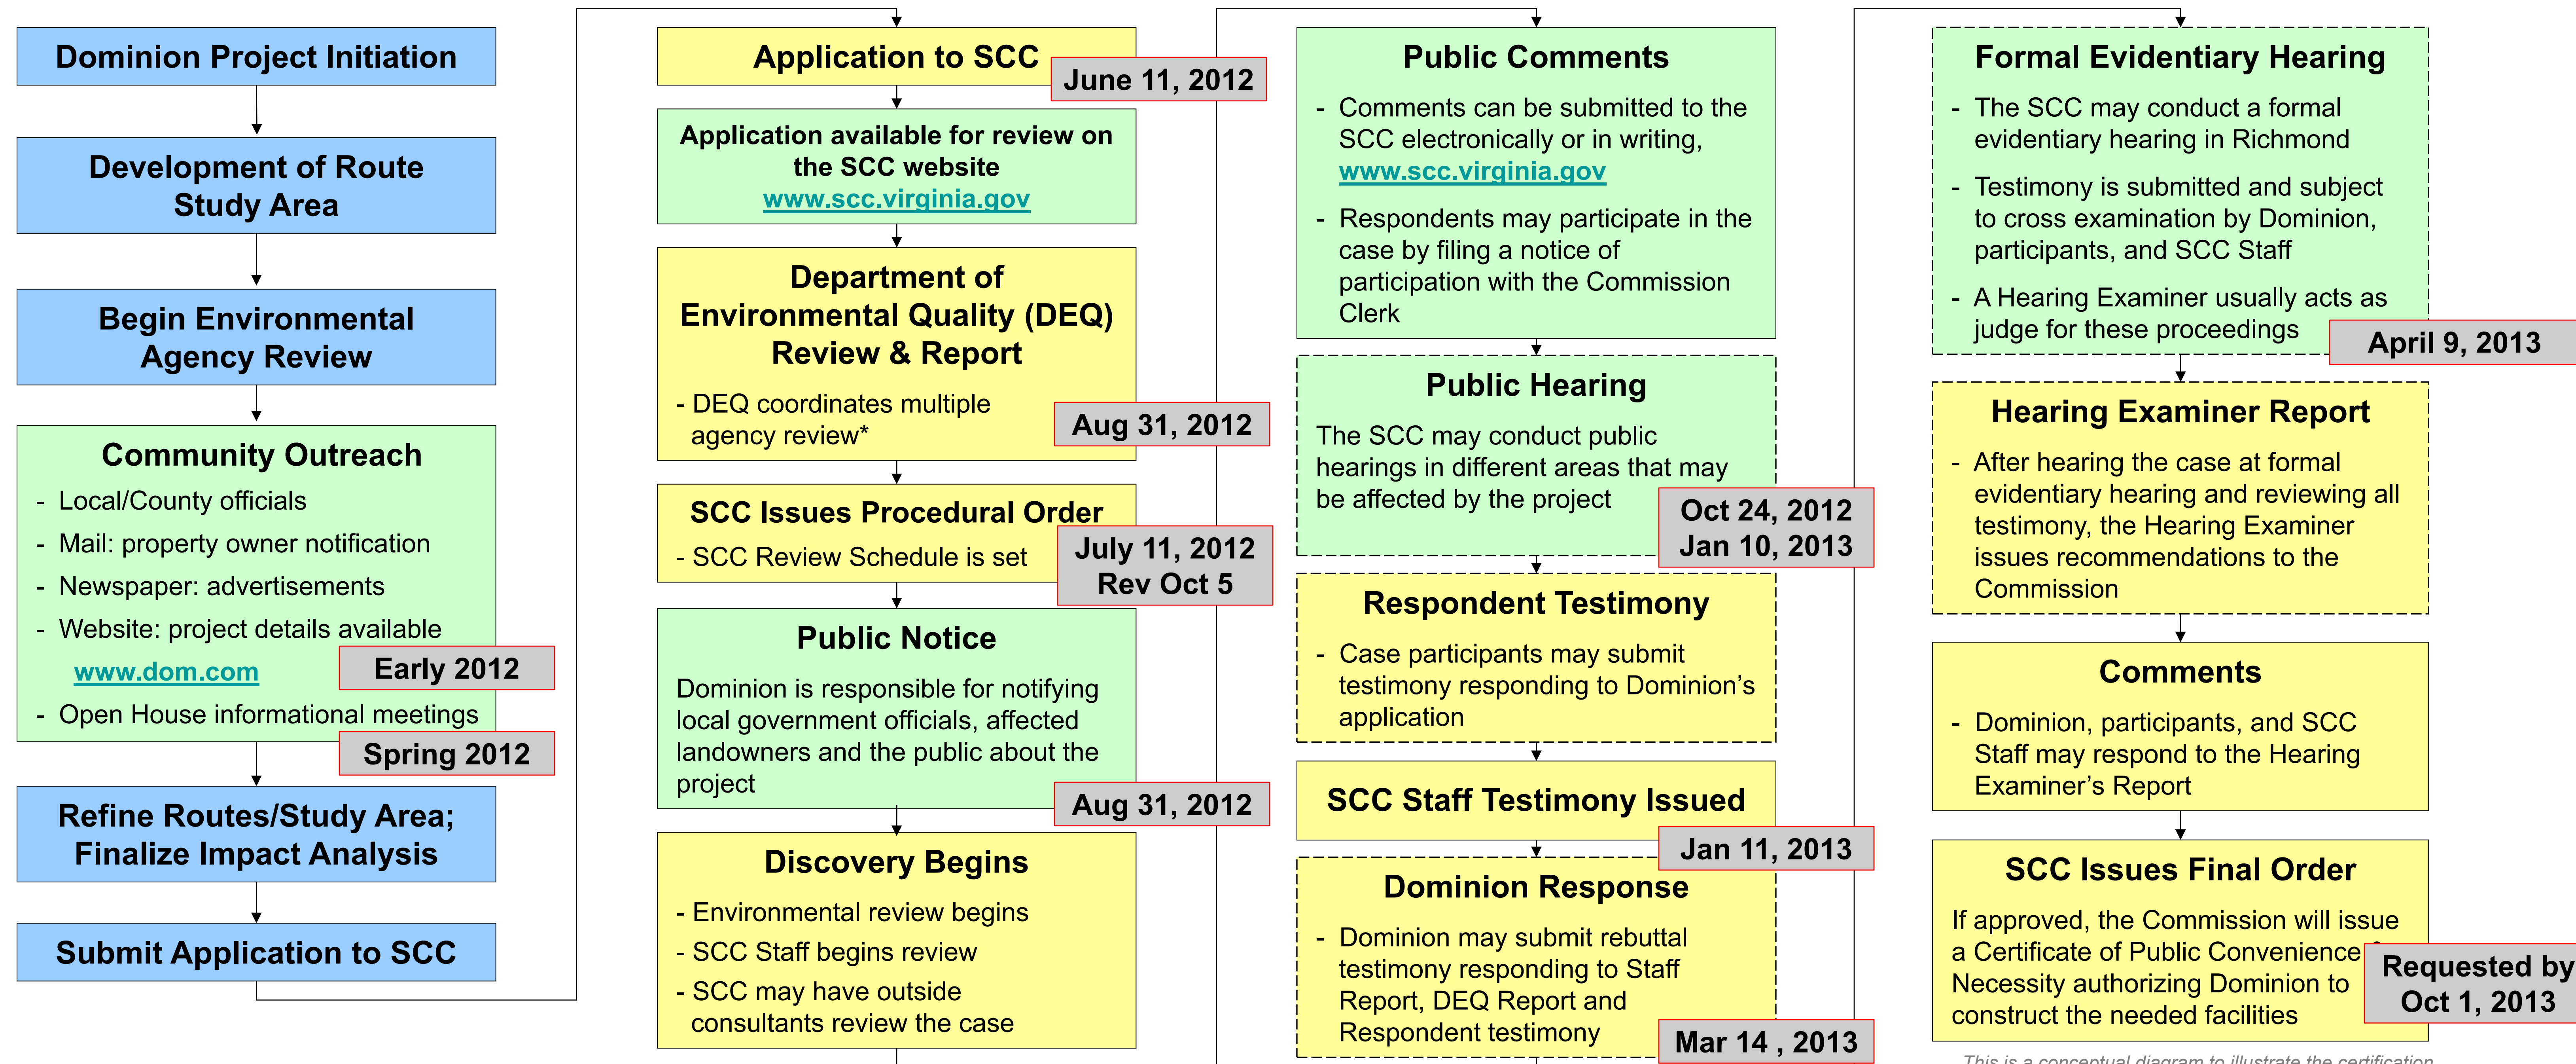 Dominion Project Initiation
Development of Route
Study Area
Begin Environmental
Agency Review
Community Outreach
- Local/County officials
- Mail: property owner notification
- Newspaper: advertisements
- Website: project details available
www.dom.com
Early 2012
- Open House informational meetings
Spring 2012
Refine Routes/Study Area;
Finalize Impact Analysis
Submit Application to SCC
Application to SCC
June 11, 2012
Application available for review on
the SCC website
www.scc.virginia.gov
Department of
Environmental Quality (DEQ)
Review & Report
- DEQ coordinates multiple
agency review*
Aug 31, 2012
SCC Issues Procedural Order
- SCC Review Schedule is set
July 11, 2012
Rev Oct 5
Public Notice
Dominion is responsible for notifying
local government officials, affected
landowners and the public about the
project
Aug 31, 2012
Discovery Begins
- Environmental review begins
- SCC Staff begins review
- SCC may have outside
consultants review the case
Public Comments
- Comments can be submitted to the
SCC electronically or in writing,
www.scc.virginia.gov
- Respondents may participate in the
case by filing a notice of
participation with the Commission
Clerk
Public Hearing
The SCC may conduct public
hearings in different areas that may
be affected by the project
Oct 24, 2012
Jan 10, 2013
Respondent Testimony
- Case participants may submit
testimony responding to Dominion’s
application
SCC Staff Testimony Issued
Jan 11, 2013
Dominion Response
- Dominion may submit rebuttal
testimony responding to Staff
Report, DEQ Report and
Respondent testimony
Mar 14 , 2013
Formal Evidentiary Hearing
- The SCC may conduct a formal
evidentiary hearing in Richmond
- Testimony is submitted and subject
to cross examination by Dominion,
participants, and SCC Staff
- A Hearing Examiner usually acts as
judge for these proceedings
April 9, 2013
Hearing Examiner Report
- After hearing the case at formal
evidentiary hearing and reviewing all
testimony, the Hearing Examiner
issues recommendations to the
Commission
Comments
- Dominion, participants, and SCC
Staff may respond to the Hearing
Examiner’s Report
SCC Issues Final Order
If approved, the Commission will issue
a Certificate of Public Convenience
Necessity authorizing Dominion to
construct the needed facilities
Requested by
Oct 1, 2013
This is a conceptual diagram to illustrate the certification